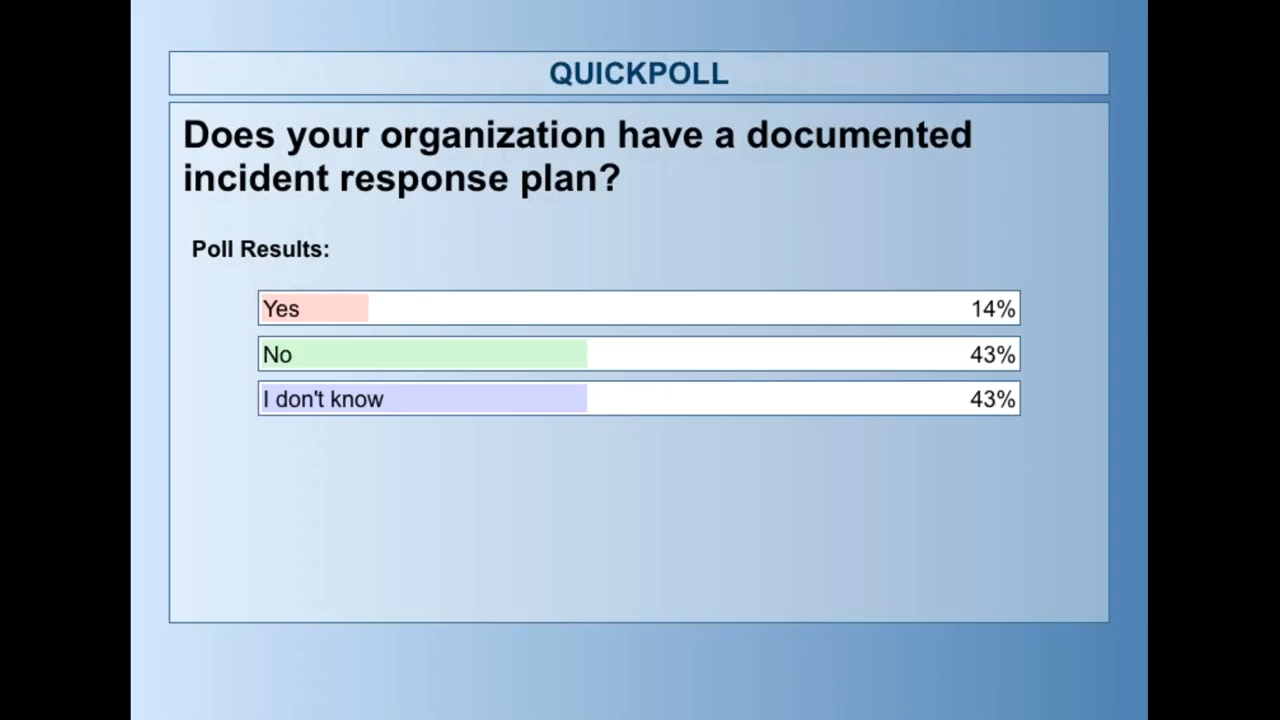 QUICKPOLL
Does your organization have a documented
incident response plan?
Poll Results:
Yes 14%
No 43%
I don't know 43%